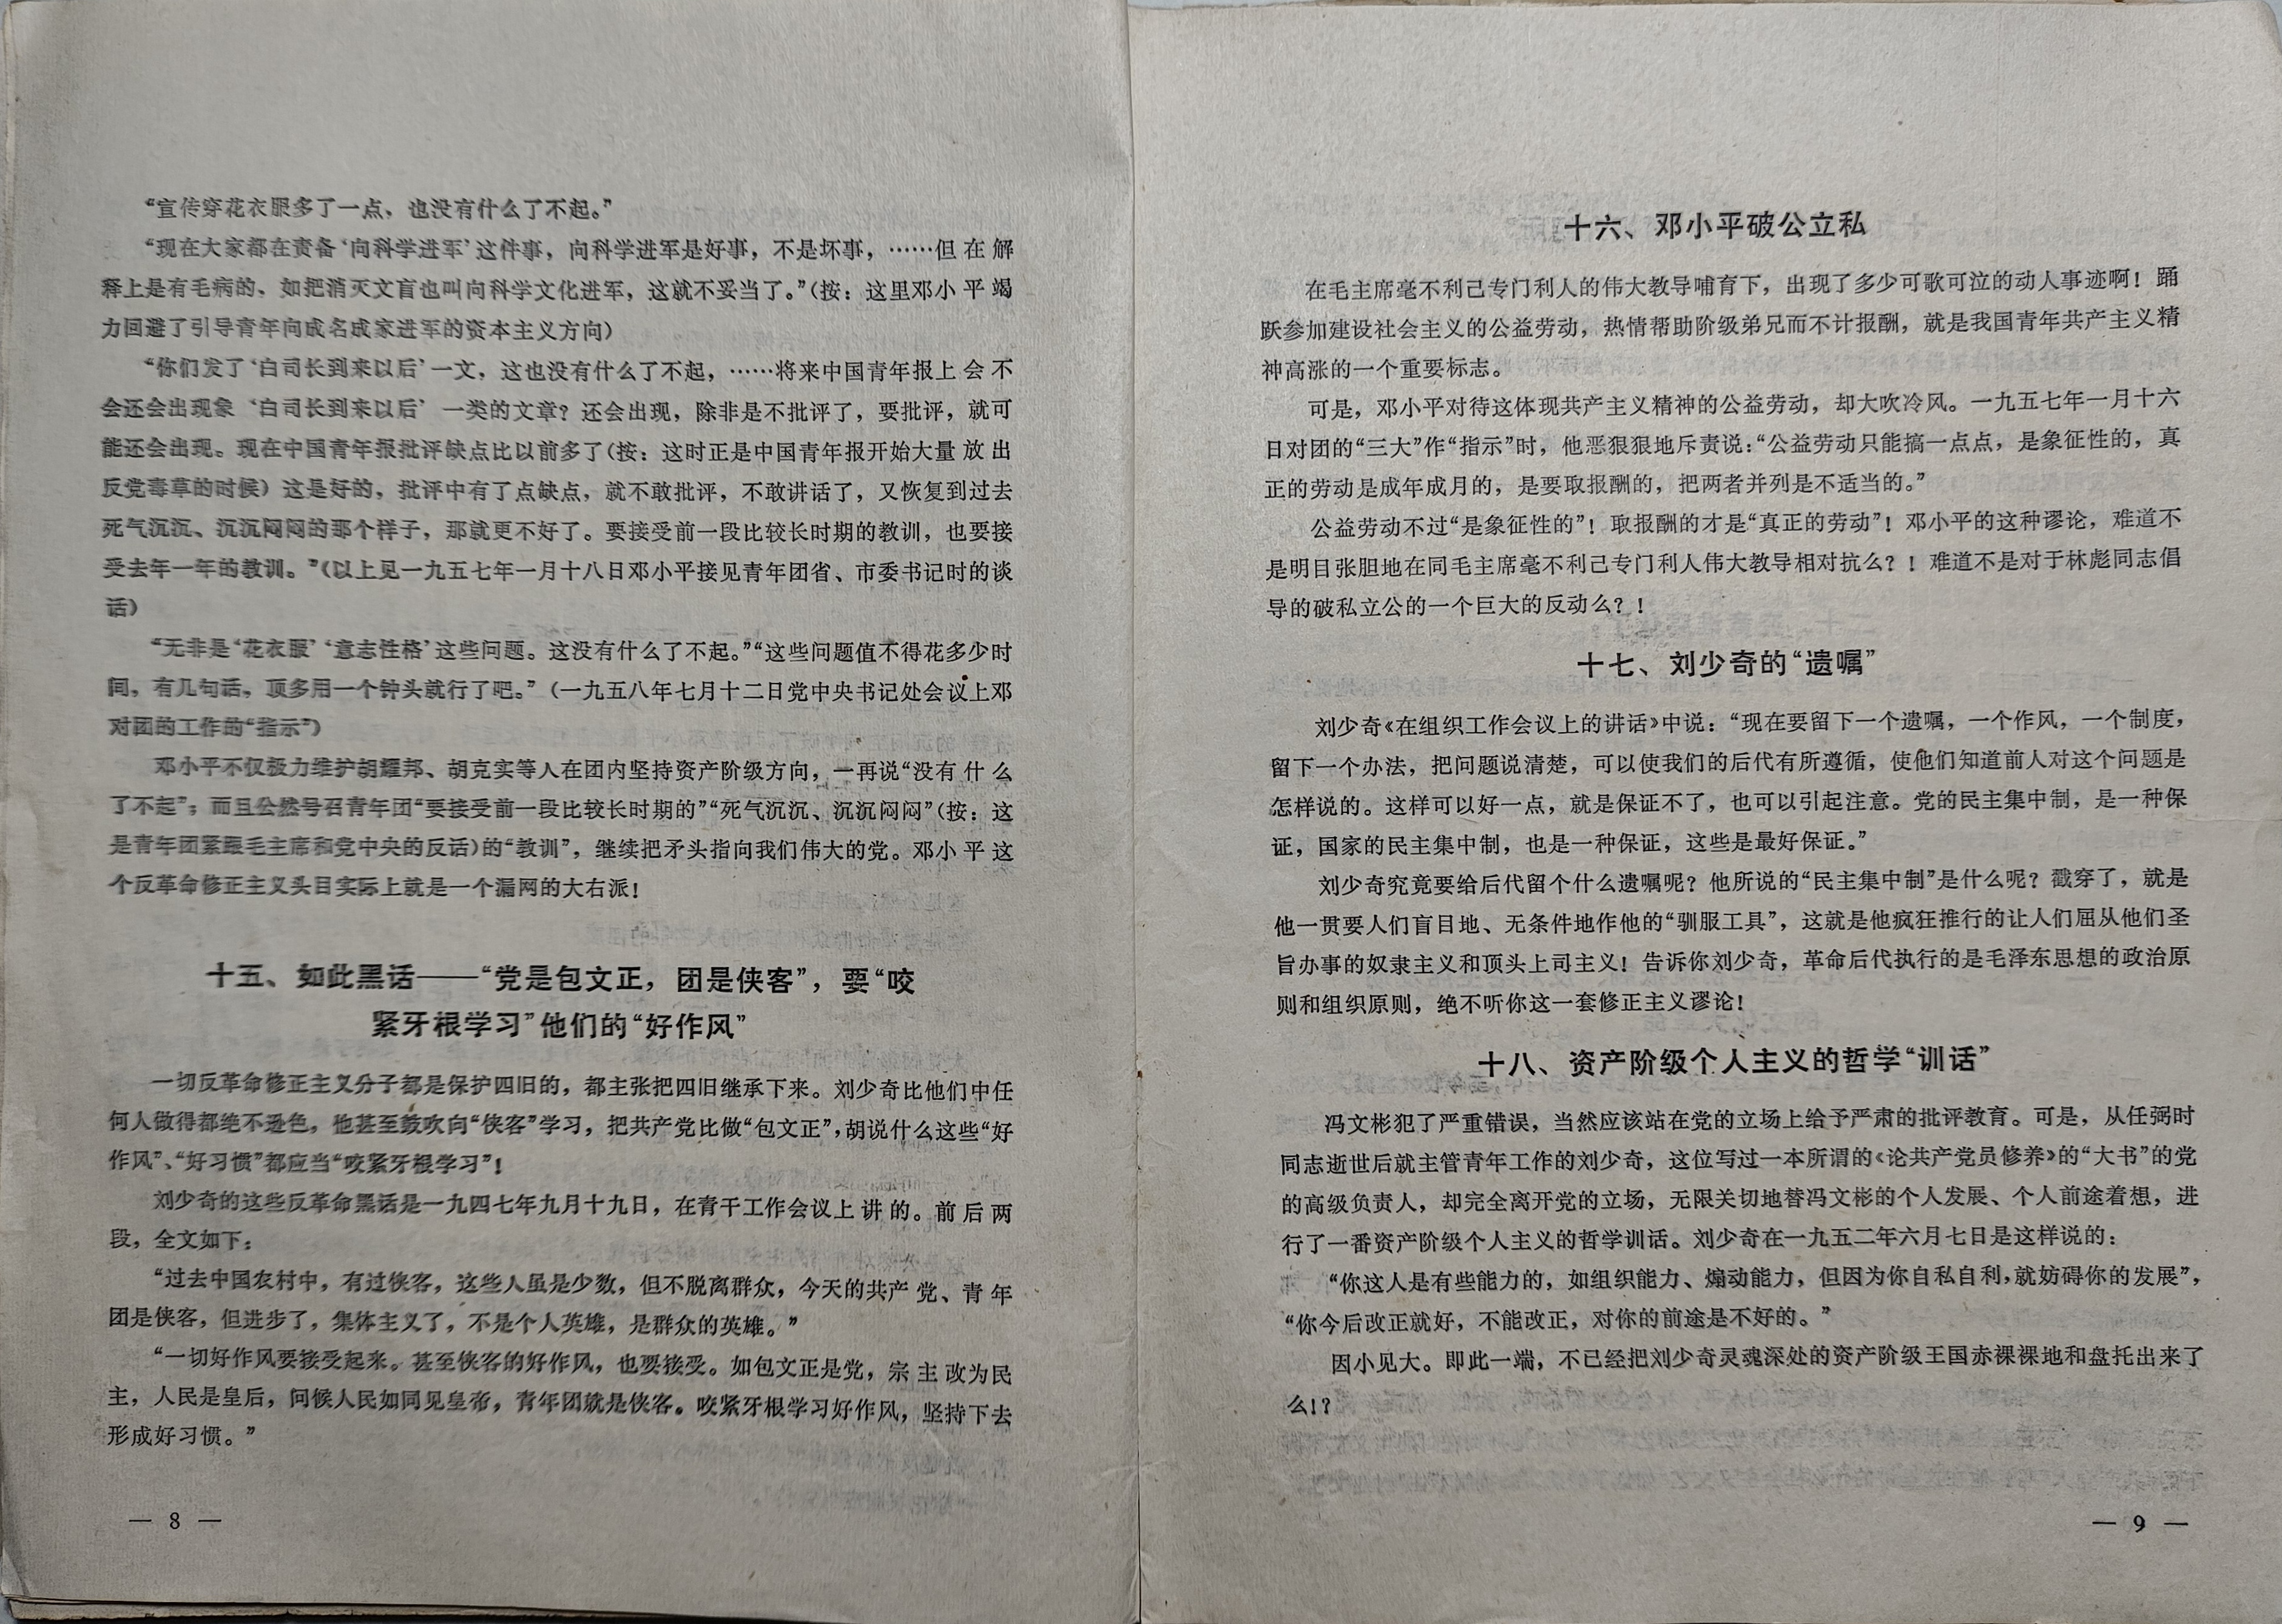 “宣传穿花衣服多了一点，也没有什么了不起。”
“现在大家都在责备‘向科学进军’这件事，向科学进军是好事，不是坏事，……但在解
释上是有毛病的，如把消灭文盲也叫向科学文化进军，这就不妥当了。”（按：这里邓小平竭
力回避了引导青年向成名成家进军的资本主义方向）
“你们发了‘白司长到来以后’一文，这也没有什么了不起，……将来中国青年报上会不
会还会出现象‘白司长到来以后’一类的文章？还会出现，除非是不批评了，要批评，就可
能还会出现。现在中国青年报批评缺点比以前多了（按：这时正是中国青年报开始大量放出
反党毒草的时候）这是好的，批评中有了点缺点，就不敢批评，不敢讲话了，又恢复到过去
死气沉沉、沉沉闷闷的那个样子，那就更不好了。要接受前一段比较长时期的教训，也要接
受去年一年的教训。”（以上见一九五七年一月十八日邓小平接见青年团省、市委书记时的谈
话）
“无非是‘花衣服’‘意志性格’这些问题。这没有什么了不起。”“这些问题值不得花多少时
间，有几句话，顶多用一个钟头就行了吧。”（一九五八年七月十二日党中央书记处会议上邓
对团的工作的“指示”）
邓小平不仅极力维护胡耀邦、胡克实等人在团内坚持资产阶级方向，一再说“没有什么
了不起”；而且公然号召青年团“要接受前一段比较长时期的”“死气沉沉、沉沉闷闷”（按：这
是青年团紧跟毛主席和党中央的反话）的“教训”，继续把矛头指向我们伟大的党。邓小平这
个反革命修正主义头目实际上就是一个漏网的大右派！
十五、如此黑话——“党是包文正，团是侠客”，要“咬
紧牙根学习”他们的“好作风”
一切反革命修正主义分子都是保护四旧的，都主张把四旧继承下来。刘少奇比他们中任
何人做得都绝不逊色，他甚至鼓吹向“侠客”学习，把共产党比做“包文正”，胡说什么这些“好
作风”、“好习惯”都应当“咬紧牙根学习”！
刘少奇的这些反革命黑话是一九四七年九月十九日，在青干工作会议上讲的。前后两
段，全文如下：
“过去中国农村中，有过侠客，这些人虽是少数，但不脱离群众，今天的共产党、青年
团是侠客，但进步了，集体主义了，不是个人英雄，是群众的英雄。”
“一切好作风要接受起来。甚至侠客的好作风，也要接受。如包文正是党，宗主改为民
主，人民是皇后，问候人民如同见皇帝，青年团就是侠客。咬紧牙根学习好作风，坚持下去
形成好习惯。”
— 8 —
十六、邓小平破公立私
在毛主席毫不利己专门利人的伟大教导哺育下，出现了多少可歌可泣的动人事迹啊！踊
跃参加建设社会主义的公益劳动，热情帮助阶级弟兄而不计报酬，就是我国青年共产主义精
神高涨的一个重要标志。
可是，邓小平对待这体现共产主义精神的公益劳动，却大吹冷风。一九五七年一月十六
日对团的“三大”作“指示”时，他恶狠狠地斥责说：“公益劳动只能搞一点点，是象征性的，真
正的劳动是成年成月的，是要取报酬的，把两者并列是不适当的。”
公益劳动不过“是象征性的”！取报酬的才是“真正的劳动”！邓小平的这种谬论，难道不
是明目张胆地在同毛主席毫不利己专门利人伟大教导相对抗么？！难道不是对于林彪同志倡
导的破私立公的一个巨大的反动么？！
十七、刘少奇的“遗嘱”
刘少奇《在组织工作会议上的讲话》中说：“现在要留下一个遗嘱，一个作风，一个制度，
留下一个办法，把问题说清楚，可以使我们的后代有所遵循，使他们知道前人对这个问题是
怎样说的。这样可以好一点，就是保证不了，也可以引起注意。党的民主集中制，是一种保
证，国家的民主集中制，也是一种保证，这些是最好保证。”
刘少奇究竟要给后代留个什么遗嘱呢？他所说的“民主集中制”是什么呢？戳穿了，就是
他一贯要人们盲目地、无条件地作他的“驯服工具”，这就是他疯狂推行的让人们屈从他们圣
旨办事的奴隶主义和顶头上司主义！告诉你刘少奇，革命后代执行的是毛泽东思想的政治原
则和组织原则，绝不听你这一套修正主义谬论！
十八、资产阶级个人主义的哲学“训话”
冯文彬犯了严重错误，当然应该站在党的立场上给予严肃的批评教育。可是，从任弼时
同志逝世后就主管青年工作的刘少奇，这位写过一本所谓的《论共产党员修养》的“大书”的党
的高级负责人，却完全离开党的立场，无限关切地替冯文彬的个人发展、个人前途着想，进
行了一番资产阶级个人主义的哲学训话。刘少奇在一九五二年六月七日是这样说的：
“你这人是有些能力的，如组织能力、煽动能力，但因为你自私自利，就妨碍你的发展”，
“你今后改正就好，不能改正，对你的前途是不好的。”
因小见大。即此一端，不已经把刘少奇灵魂深处的资产阶级王国赤裸裸地和盘托出来了
么！？
— 9 —